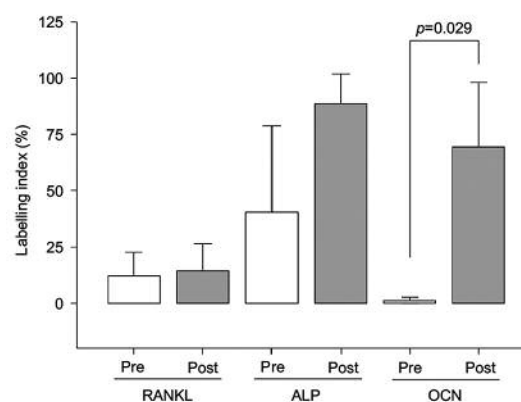 p=0.029
125
100
75
50
25
0
Labelling index (%)
Pre Post Pre Post Pre Post
RANKL ALP OCN